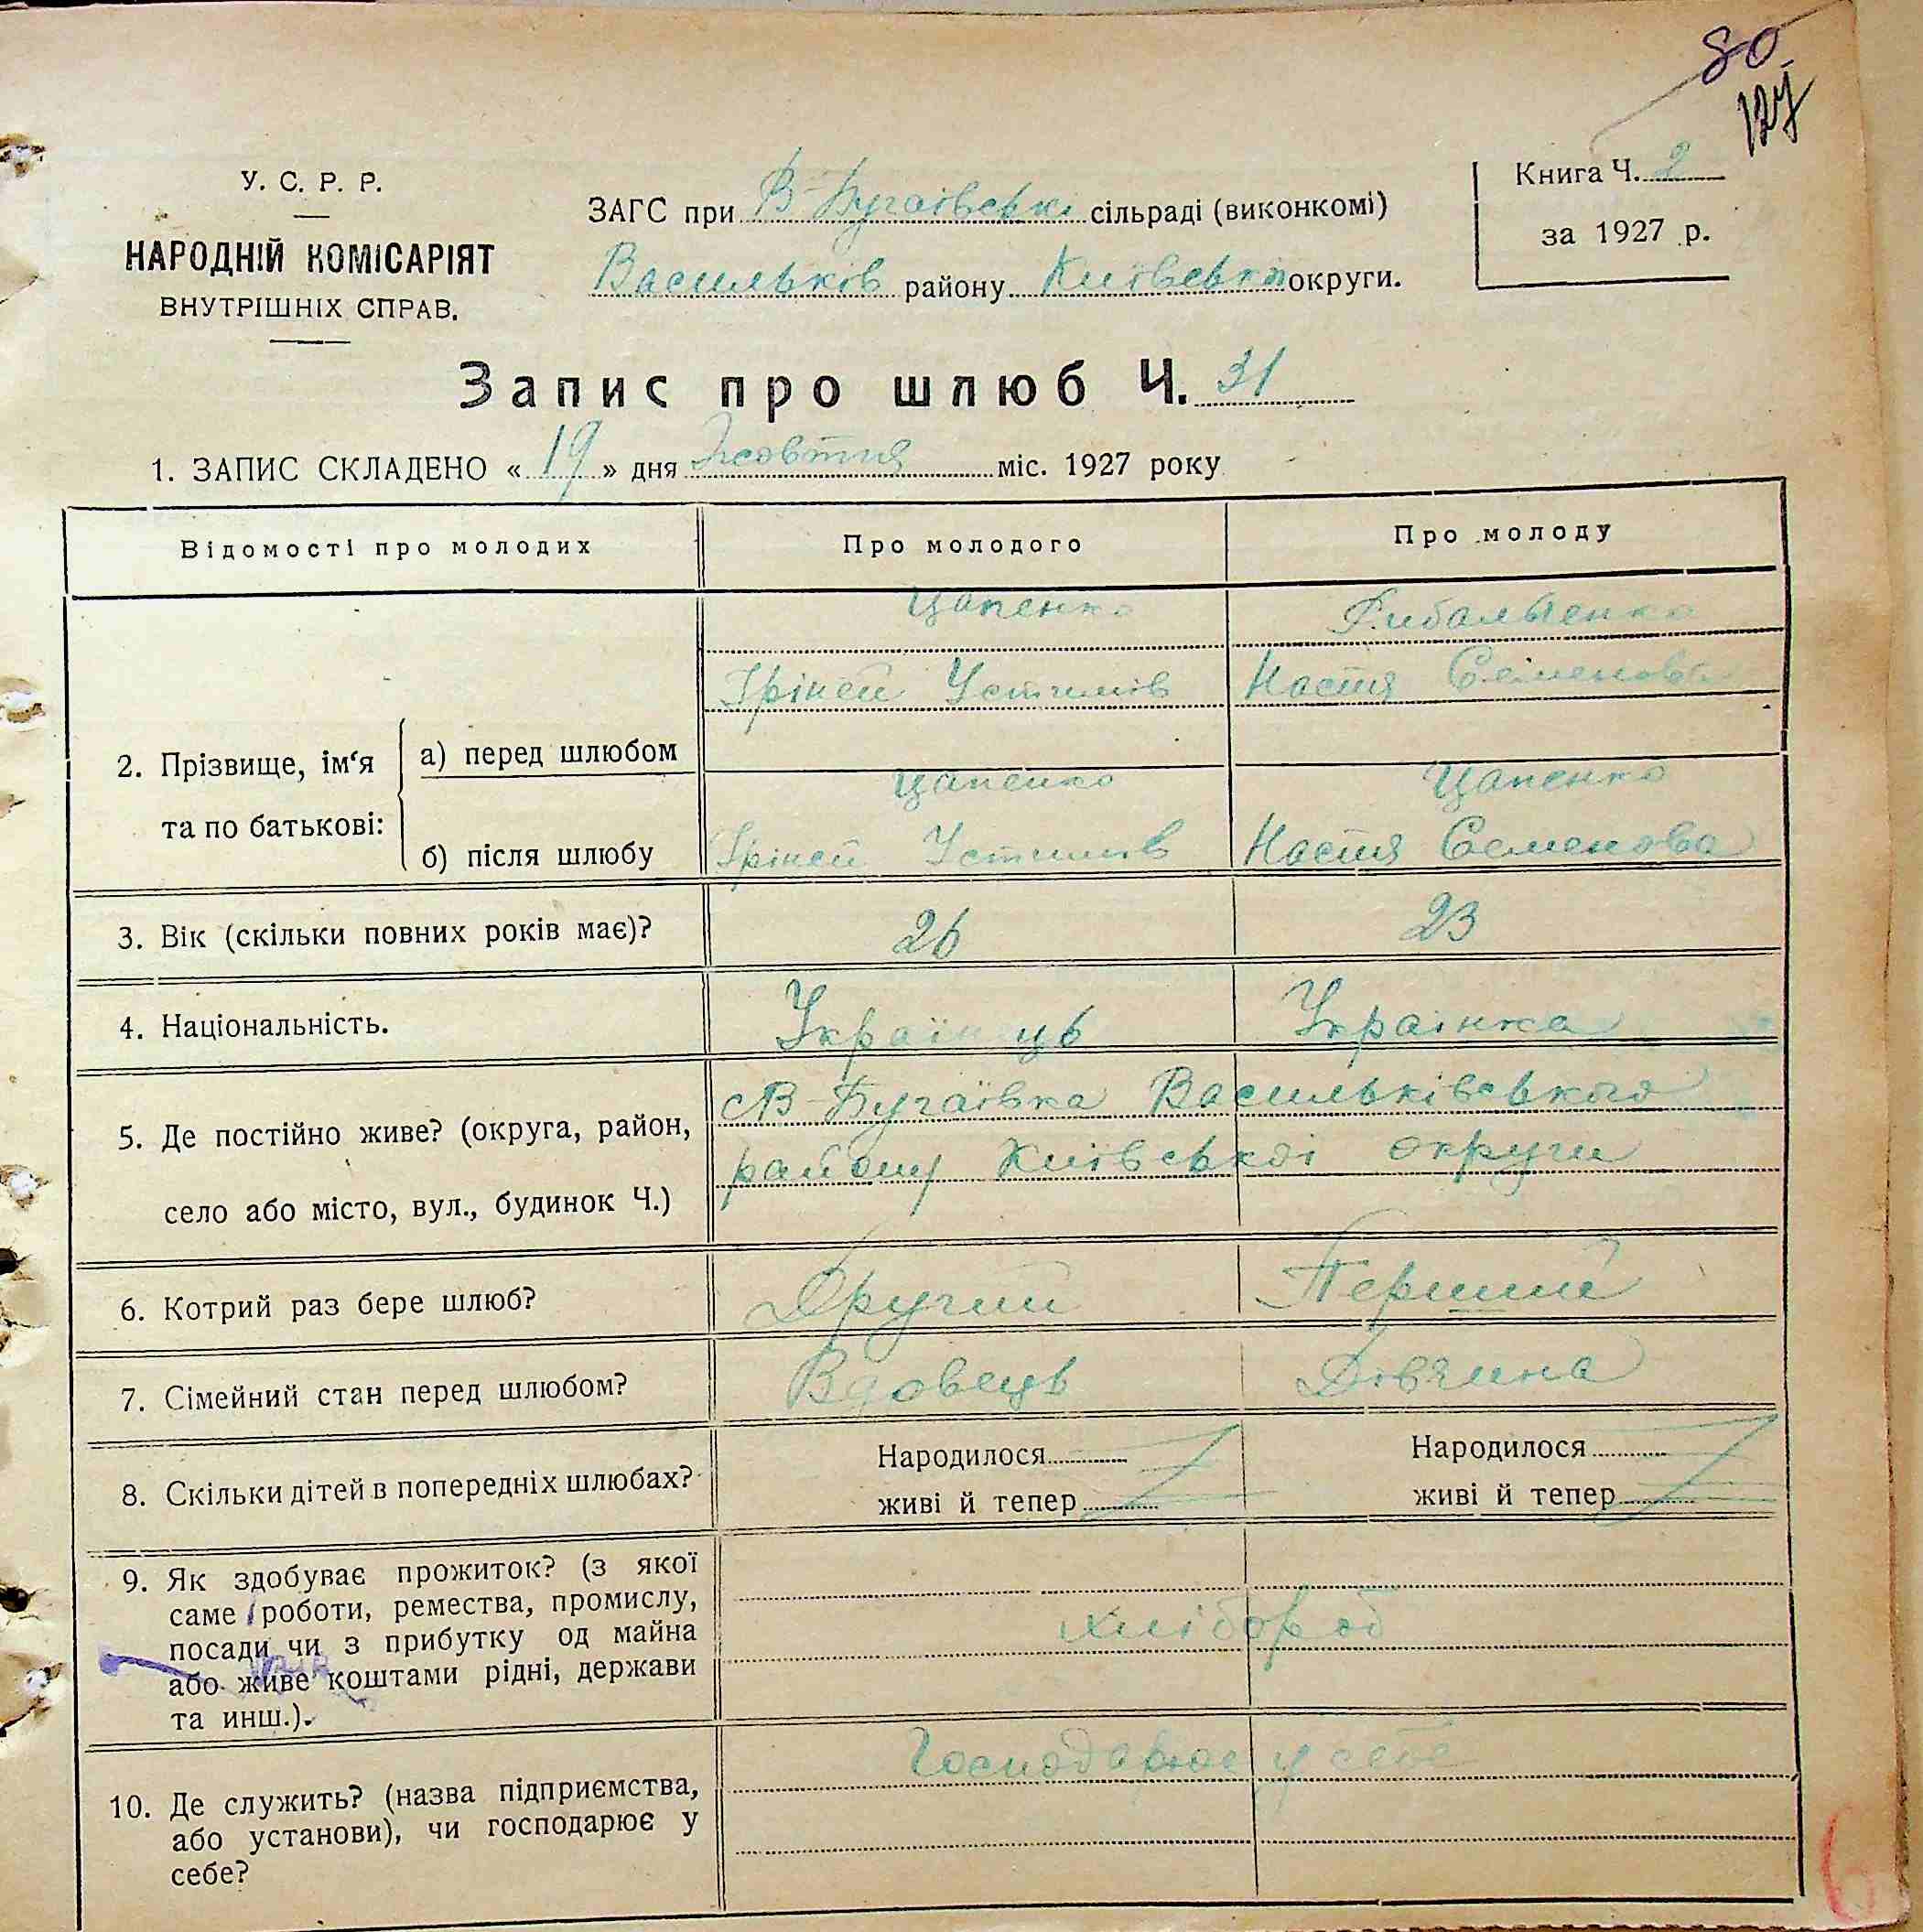 80
127
У. С. Р. Р.
НАРОДНІЙ КОМІСАРІЯТ
ВНУТРІШНІХ СПРАВ.
ЗАГС при В-Бугаївські сільраді (виконкомі)
Васильків району Київської округи.
Книга Ч. 2
за 1927 р.
Запис про шлюб Ч. 31
1. ЗАПИС СКЛАДЕНО « 19 » дня Жовтня міс. 1927 року
Відомості про молодих Про молодого Про молоду
Цапенко Рибальченко
Іріней Устимів Настя Семенова
2. Прізвище, ім'я та по батькові: а) перед шлюбом
Цапенко Цапенко
б) після шлюбу Іріней Устимів Настя Семенова
3. Вік (скільки повних років має)? 26 23
4. Національність. Українець Українка
5. Де постійно живе? (округа, район,
село або місто, вул., будинок Ч.)
с В-Бугаївка Васильківського
району Київської округи
6. Котрий раз бере шлюб? Другий Перший
7. Сімейний стан перед шлюбом? Вдовець Дівчина
8. Скільки дітей в попередніх шлюбах?
Народилося
живі й тепер
Народилося
живі й тепер
9. Як здобуває прожиток? (з якої
саме роботи, ремества, промислу,
посади чи з прибутку од майна
або живе коштами рідні, держави
та инш.).
хлібороб
10. Де служить? (назва підприємства,
або установи), чи господарює у
себе?
Господарює у себе
6